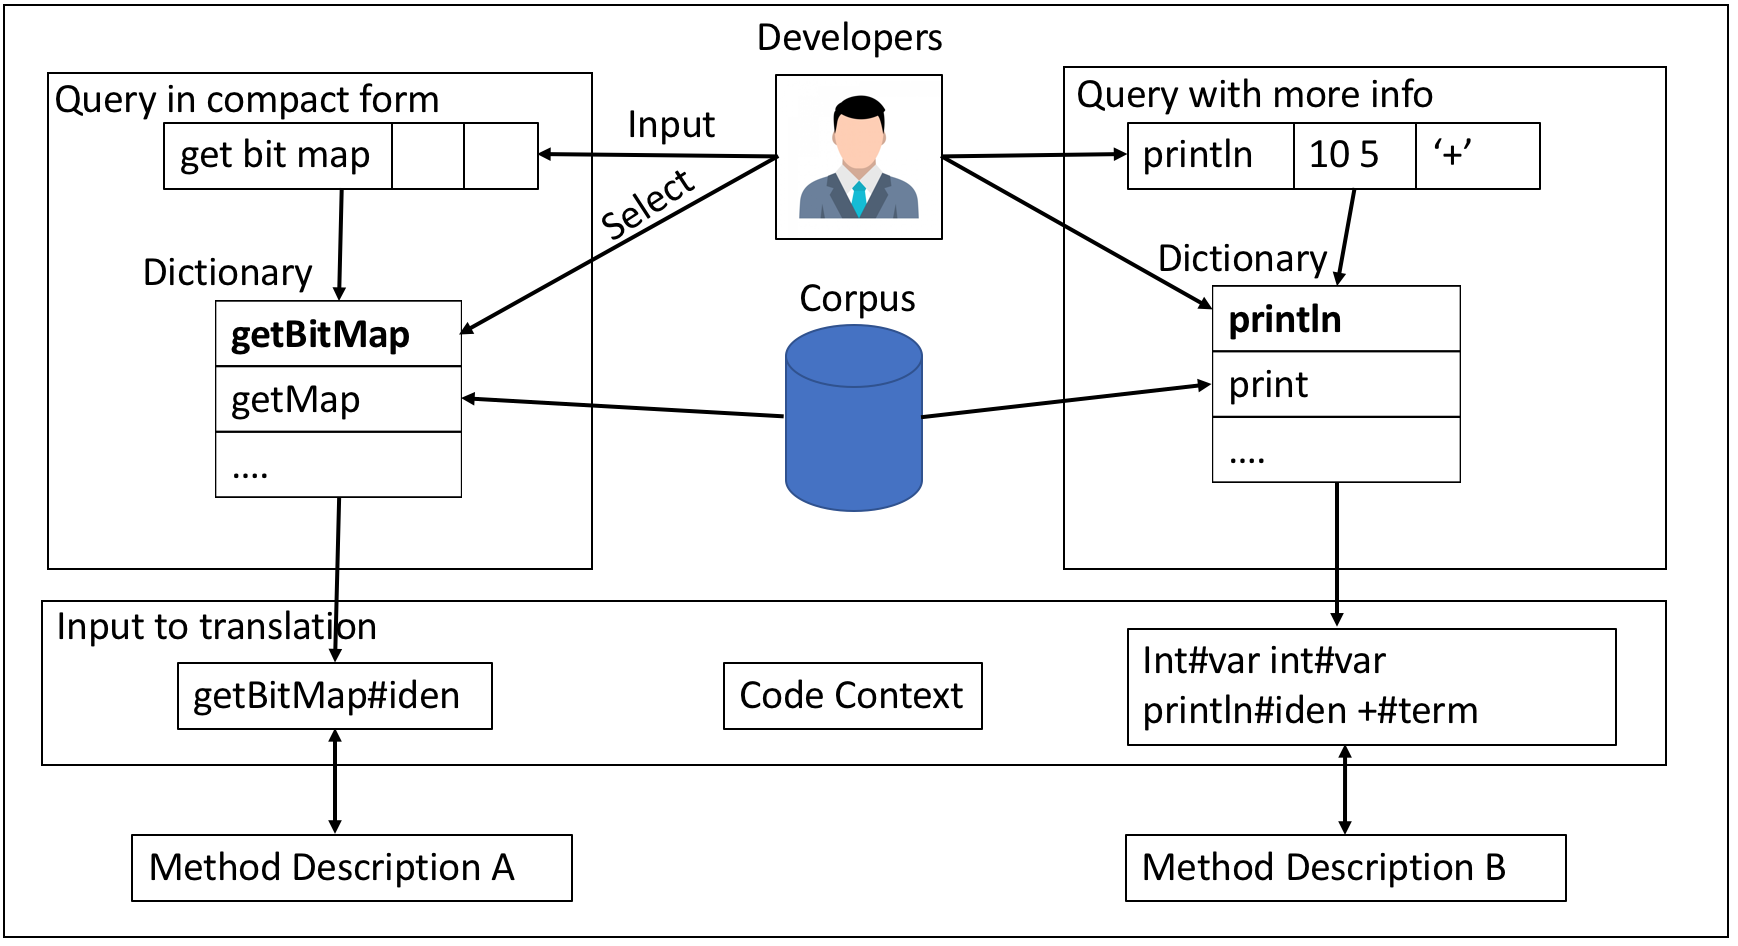 Developers
Query in compact form
get bit map
Input
Select
Dictionary
getBitMap
getMap
....
Corpus
Query with more info
println
10 5
‘+’
Dictionary
println
print
....
Input to translation
getBitMap#iden
Code Context
Int#var int#var
println#iden +#term
Method Description A
Method Description B